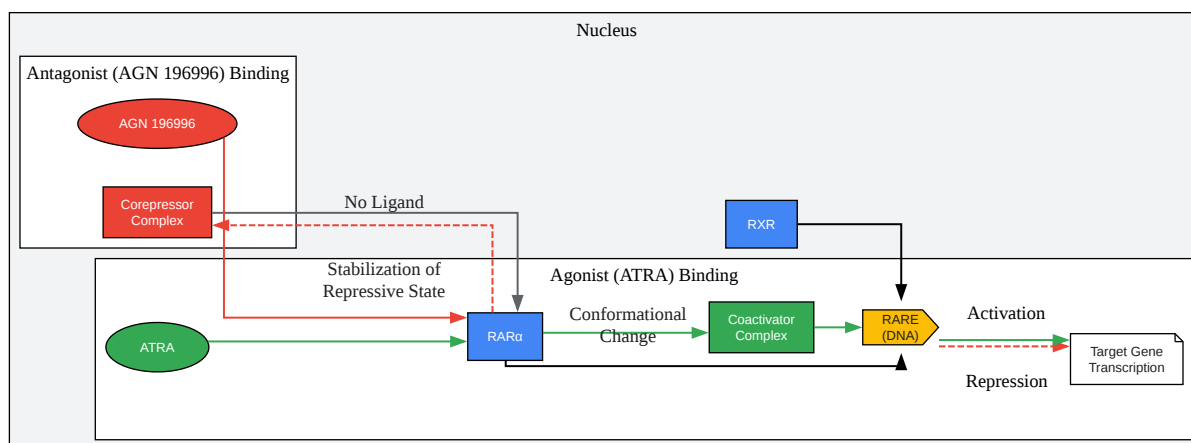 Nucleus
Antagonist (AGN 196996) Binding
AGN 196996
Corepressor
Complex
No Ligand
RXR
Stabilization of
Repressive State
Agonist (ATRA) Binding
ATRA
RARα
Conformational
Change
Coactivator
Complex
RARE
(DNA)
Activation
Repression
Target Gene
Transcription